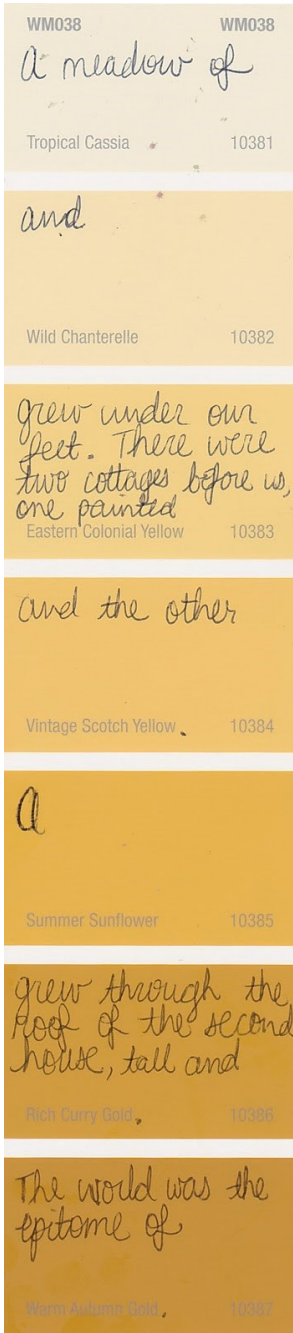 WM038 WM038
A meadow of
Tropical Cassia 10381
and
Wild Chanterelle 10382
grew under our
feet. There were
two cottages before us,
one painted
Eastern Colonial Yellow 10383
and the other
Vintage Scotch Yellow. 10384
A
Summer Sunflower 10385
grew through the
roof of the second
house, tall and
Rich Curry Gold. 10386
The world was the
epitome of
Warm Autumn Gold. 10387